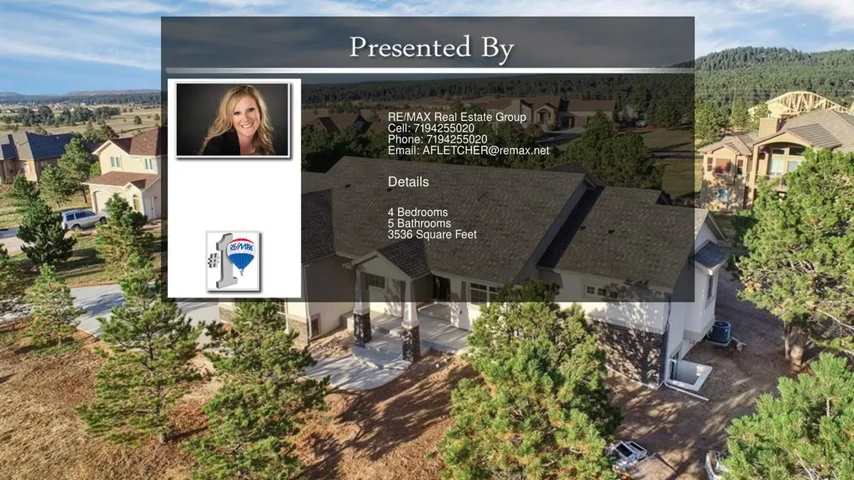 Presented By
RE/MAX Real Estate Group
Cell: 7194255020
Phone: 7194255020
Email: AFLETCHER@remax.net
Details
4 Bedrooms
5 Bathrooms
3536 Square Feet
#1
RE/MAX